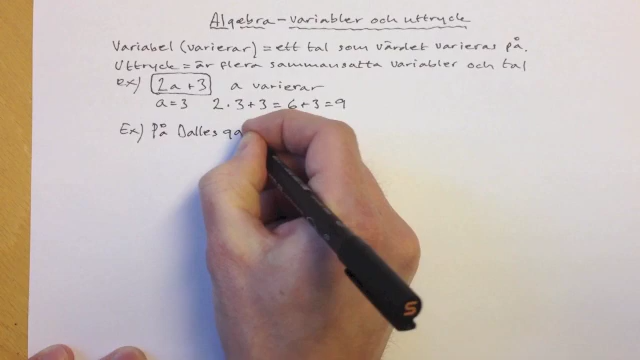 Algebra - variabler och uttryck
Variabel (varierar) = ett tal som värdet varieras på.
Uttryck = är flera sammansatta variabler och tal
ex) 2a+3 a varierar
a=3 2·3+3=6+3=9
Ex) På Dalles
S